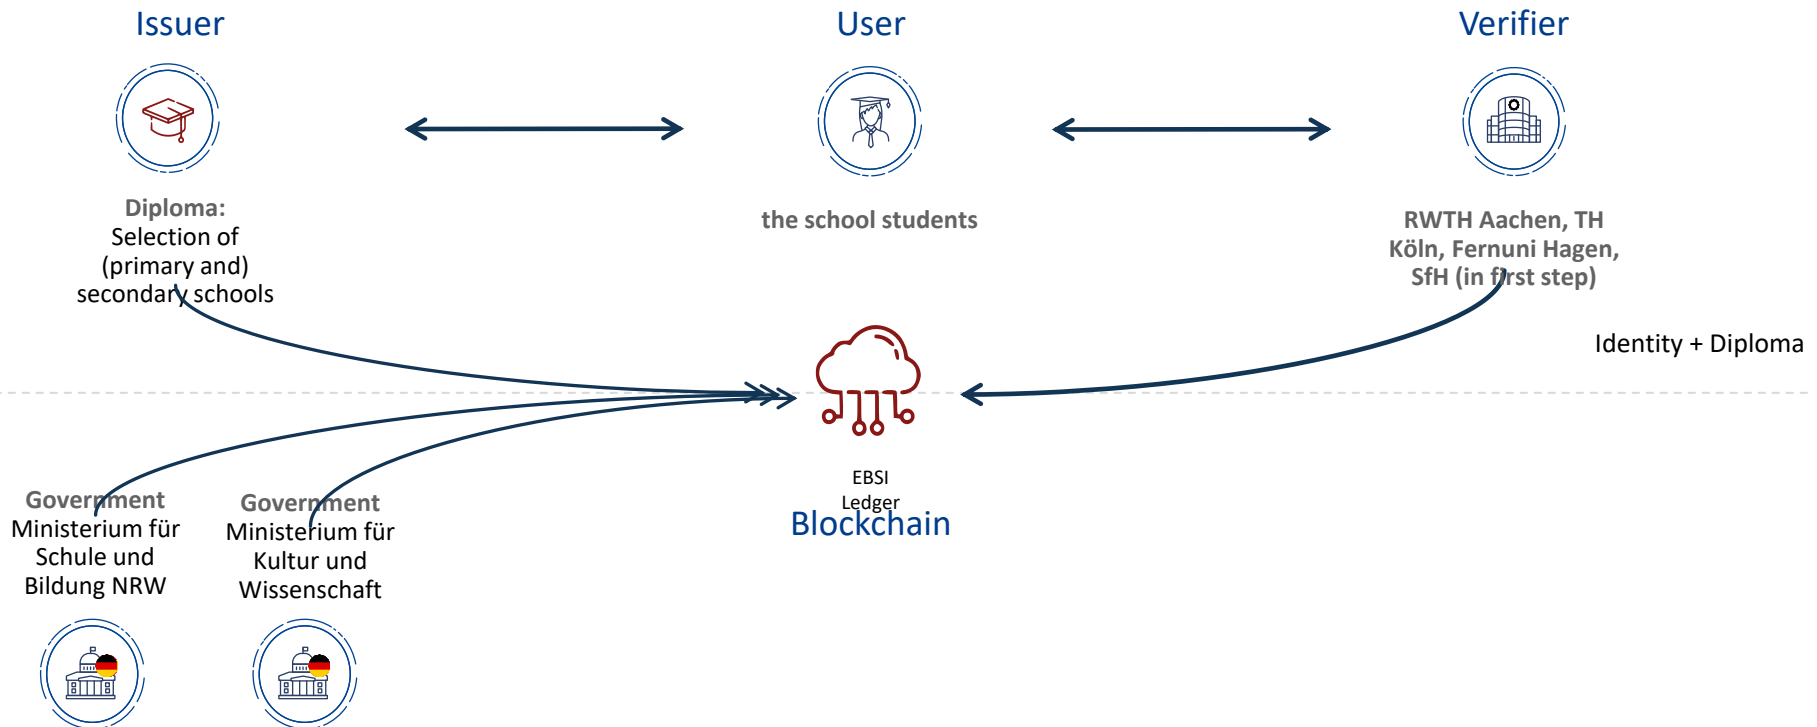 Issuer
User
Verifier
Diploma:
Selection of
(primary and)
secondary schools
the school students
RWTH Aachen, TH
Köln, Fernuni Hagen,
SfH (in first step)
Identity + Diploma
EBSI
Ledger
Blockchain
Government
Ministerium für
Schule und
Bildung NRW
Government
Ministerium für
Kultur und
Wissenschaft